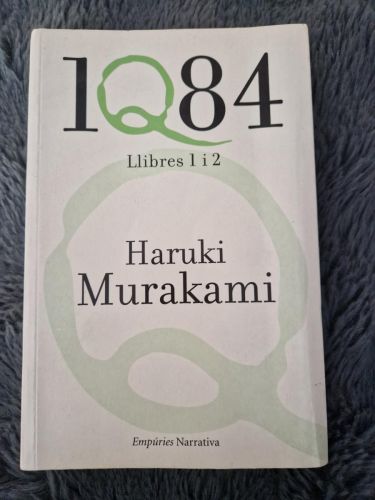 1Q84
Llibres 1 i 2
Haruki
Murakami
Empúries Narrativa